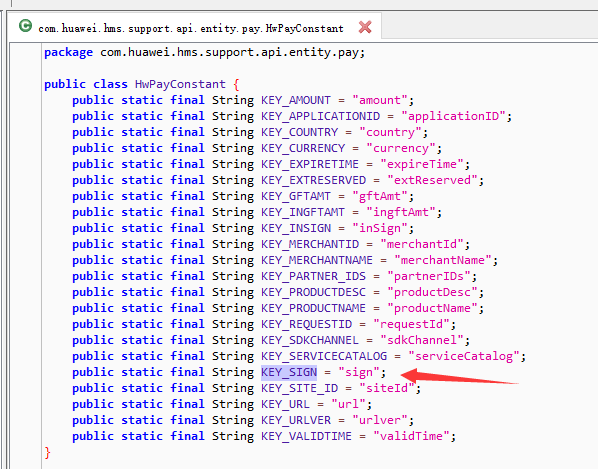 com.huawei.hms.support.api.entity.pay.HwPayConstant
package com.huawei.hms.support.api.entity.pay;
public class HwPayConstant {
public static final String KEY_AMOUNT = "amount";
public static final String KEY_APPLICATIONID = "applicationID";
public static final String KEY_COUNTRY = "country";
public static final String KEY_CURRENCY = "currency";
public static final String KEY_EXPIRETIME = "expireTime";
public static final String KEY_EXTRESERVED = "extReserved";
public static final String KEY_GFTAMT = "gftAmt";
public static final String KEY_INGFTAMT = "ingftAmt";
public static final String KEY_INSIGN = "inSign";
public static final String KEY_MERCHANTID = "merchantId";
public static final String KEY_MERCHANTNAME = "merchantName";
public static final String KEY_PARTNER_IDS = "partnerIDs";
public static final String KEY_PRODUCTDESC = "productDesc";
public static final String KEY_PRODUCTNAME = "productName";
public static final String KEY_REQUESTID = "requestId";
public static final String KEY_SDKCHANNEL = "sdkChannel";
public static final String KEY_SERVICECATALOG = "serviceCatalog";
public static final String KEY_SIGN = "sign";
public static final String KEY_SITE_ID = "siteId";
public static final String KEY_URL = "url";
public static final String KEY_URLVER = "urlver";
public static final String KEY_VALIDTIME = "validTime";
}